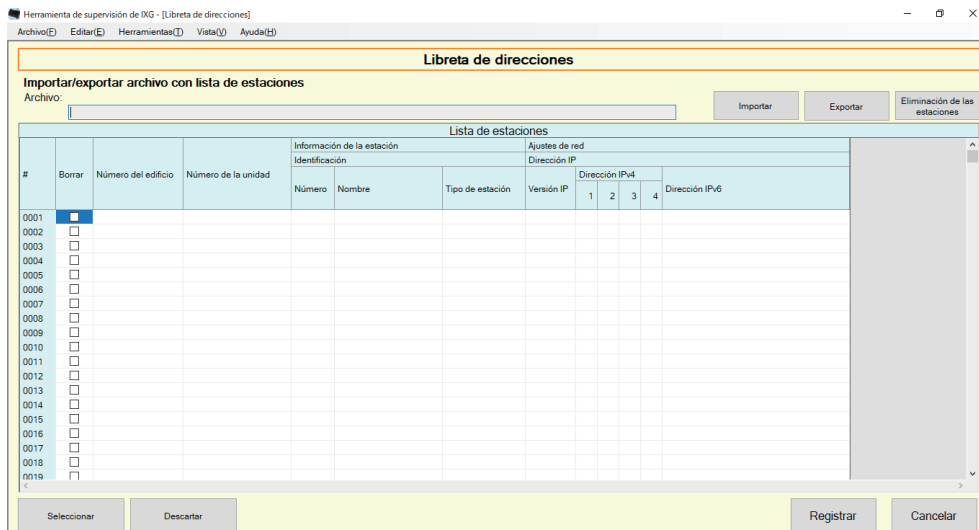 Herramienta de supervisión de IXG - [Libreta de direcciones]
Archivo(F) Editar(E) Herramientas(T) Vista(V) Ayuda(H)
Libreta de direcciones
Importar/exportar archivo con lista de estaciones
Archivo:
Importar Exportar Eliminación de las estaciones
Lista de estaciones
Información de la estación Ajustes de red
Identificación Dirección IP
# Borrar Número del edificio Número de la unidad Número Nombre Tipo de estación Versión IP Dirección IPv4 Dirección IPv6
1 2 3 4
0001
0002
0003
0004
0005
0006
0007
0008
0009
0010
0011
0012
0013
0014
0015
0016
0017
0018
0019
Seleccionar Descartar Registrar Cancelar